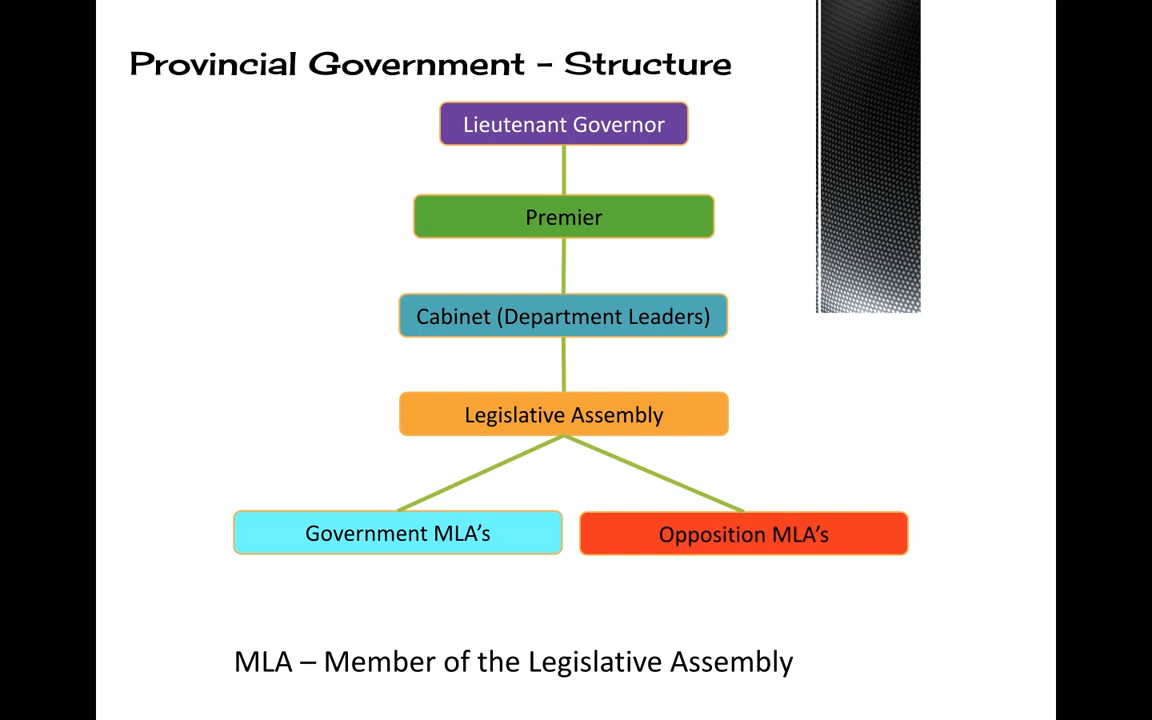 Provincial Government - Structure
Lieutenant Governor
Premier
Cabinet (Department Leaders)
Legislative Assembly
Government MLA’s
Opposition MLA’s
MLA – Member of the Legislative Assembly